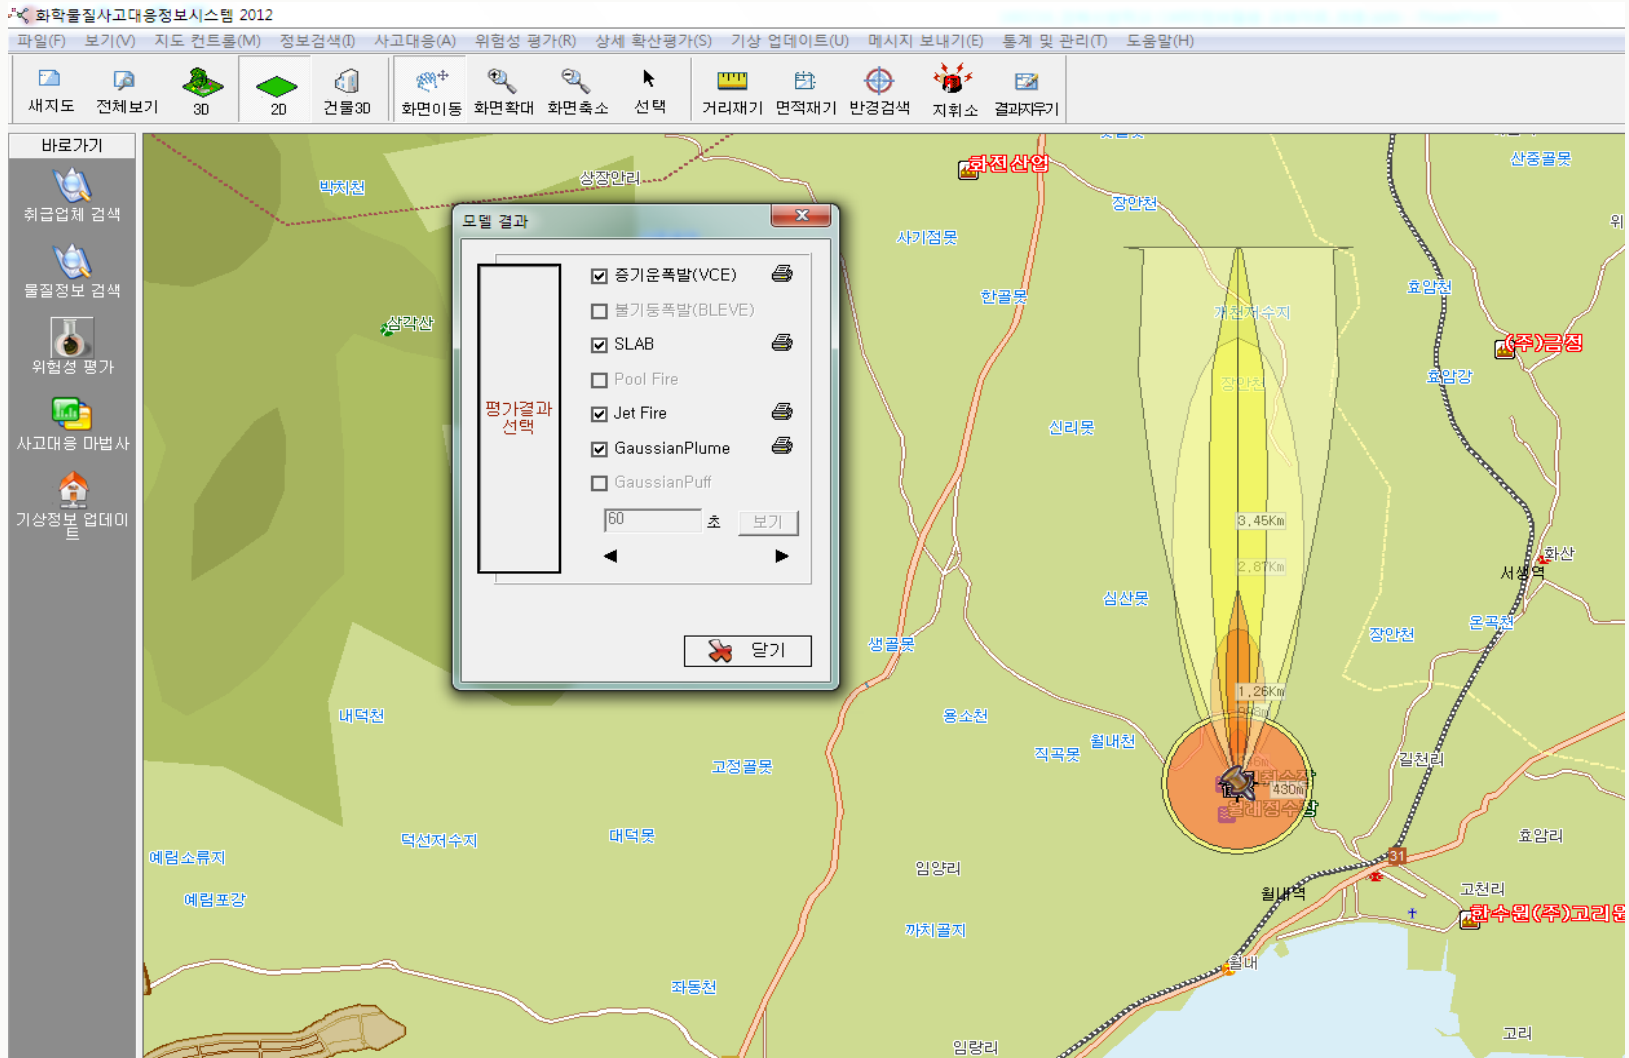 화학물질사고대응정보시스템 2012
파일(F) 보기(V) 지도 컨트롤(M) 정보검색(I) 사고대응(A) 위험성 평가(R) 상세 확산평가(S) 기상 업데이트(U) 메시지 보내기(E) 통계 및 관리(T) 도움말(H)
새지도 전체보기 3D 2D 건물3D 화면이동 화면확대 화면축소 선택 거리재기 면적재기 반경검색 지휘소 결과지우기
바로가기
취급업체 검색
물질정보 검색
위험성 평가
사고대응 마법사
기상정보 업데이
트
모델 결과
평가결과
선택
증기운폭발(VCE)
불기둥폭발(BLEVE)
SLAB
Pool Fire
Jet Fire
GaussianPlume
GaussianPuff
60 초 보기
닫기
박치천
상장안리
화전산업
산중골못
장안천
위
사기점못
한골못
효암천
개천저수지
삼각산
(주)금정
효암강
장안천
신리못
3,45Km
2,87Km
화산
서생역
심산못
온곡천
장안천
생골못
1,26Km
내덕천
용소천
월내천
직곡못
길천리
고정골못
430m
덕선저수지
대덕못
효암리
예림소류지
31
임양리
고천리
월내역
예림포강
한수원(주)고리원
까치골지
월내
좌동천
고리
임랑리